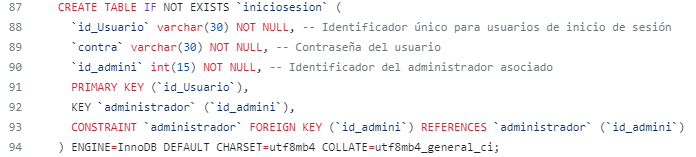 87 CREATE TABLE IF NOT EXISTS `iniciosesion` (
88 `id_Usuario` varchar(30) NOT NULL, -- Identificador único para usuarios de inicio de sesión
89 `contra` varchar(30) NOT NULL, -- Contraseña del usuario
90 `id_admini` int(15) NOT NULL, -- Identificador del administrador asociado
91 PRIMARY KEY (`id_Usuario`),
92 KEY `administrador` (`id_admini`),
93 CONSTRAINT `administrador` FOREIGN KEY (`id_admini`) REFERENCES `administrador` (`id_admini`)
94 ) ENGINE=InnoDB DEFAULT CHARSET=utf8mb4 COLLATE=utf8mb4_general_ci;